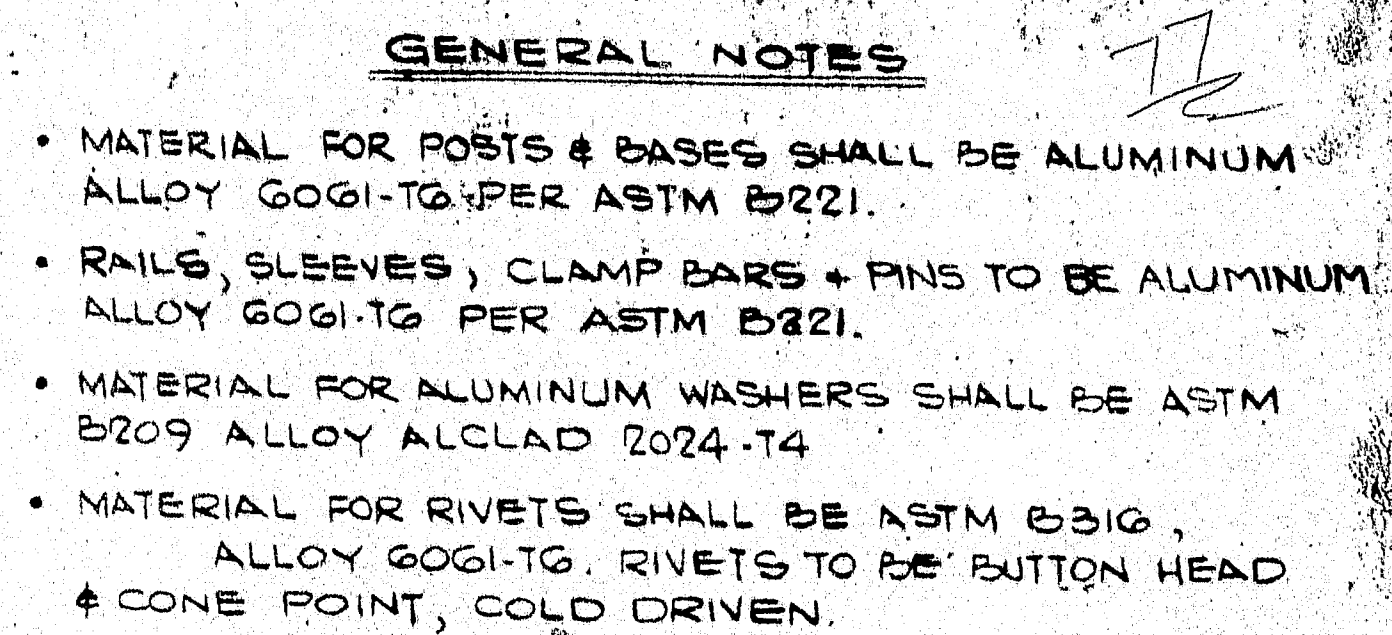 GENERAL NOTES
• MATERIAL FOR POSTS & BASES SHALL BE ALUMINUM
ALLOY 6061-T6 PER ASTM B221.
• RAILS, SLEEVES, CLAMP BARS & PINS TO BE ALUMINUM
ALLOY 6061-T6 PER ASTM B221.
• MATERIAL FOR ALUMINUM WASHERS SHALL BE ASTM
B209 ALLOY ALCLAD 2024-T4
• MATERIAL FOR RIVETS SHALL BE ASTM B316,
ALLOY 6061-T6. RIVETS TO BE BUTTON HEAD
& CONE POINT, COLD DRIVEN.